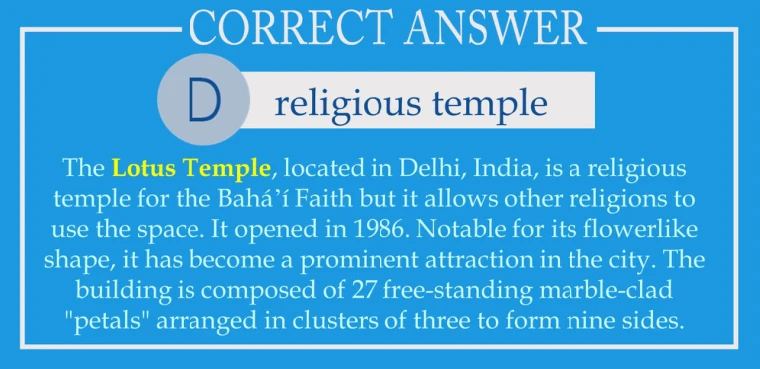 CORRECT ANSWER
D religious temple
The Lotus Temple, located in Delhi, India, is a religious
temple for the Bahá’í Faith but it allows other religions to
use the space. It opened in 1986. Notable for its flowerlike
shape, it has become a prominent attraction in the city. The
building is composed of 27 free-standing marble-clad
"petals" arranged in clusters of three to form nine sides.